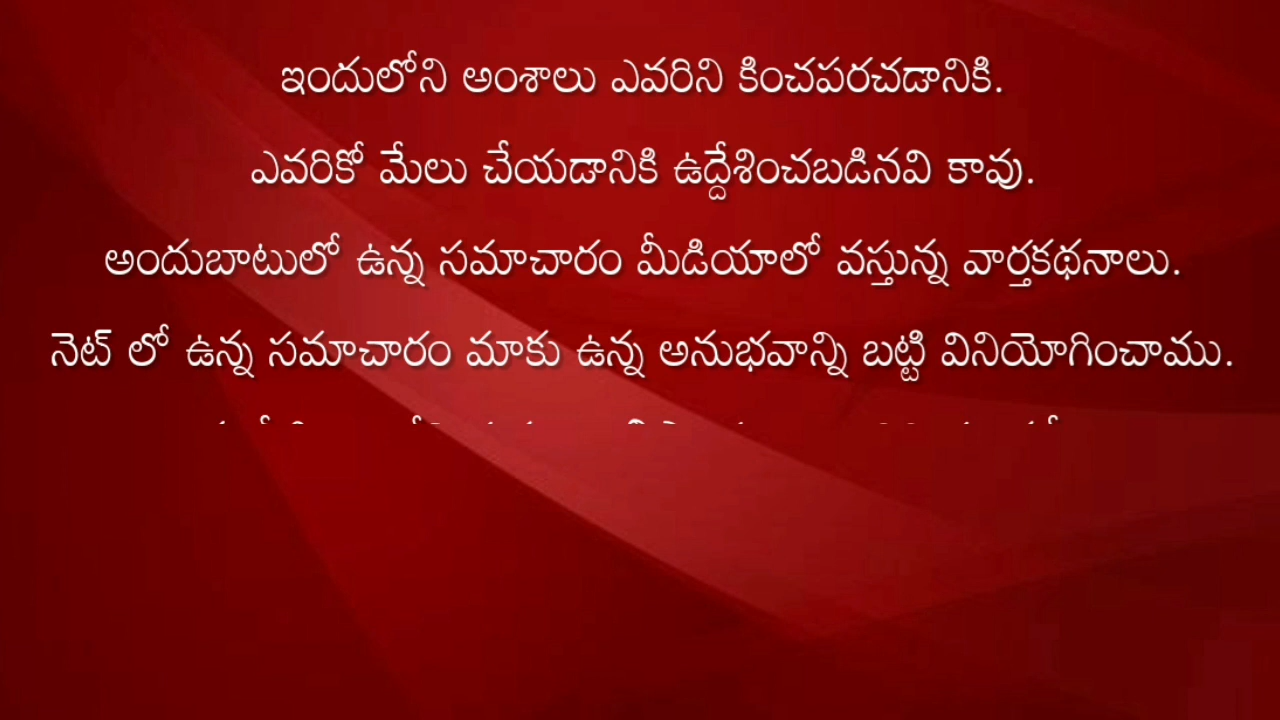 ఇందులోని అంశాలు ఎవరిని కించపరచడానికి.
ఎవరికో మేలు చేయడానికి ఉద్దేశించబడినవి కావు.
అందుబాటులో ఉన్న సమాచారం మీడియాలో వస్తున్న వార్తకథనాలు.
నెట్ లో ఉన్న సమాచారం మాకు ఉన్న అనుభవాన్ని బట్టి వినియోగించాము.